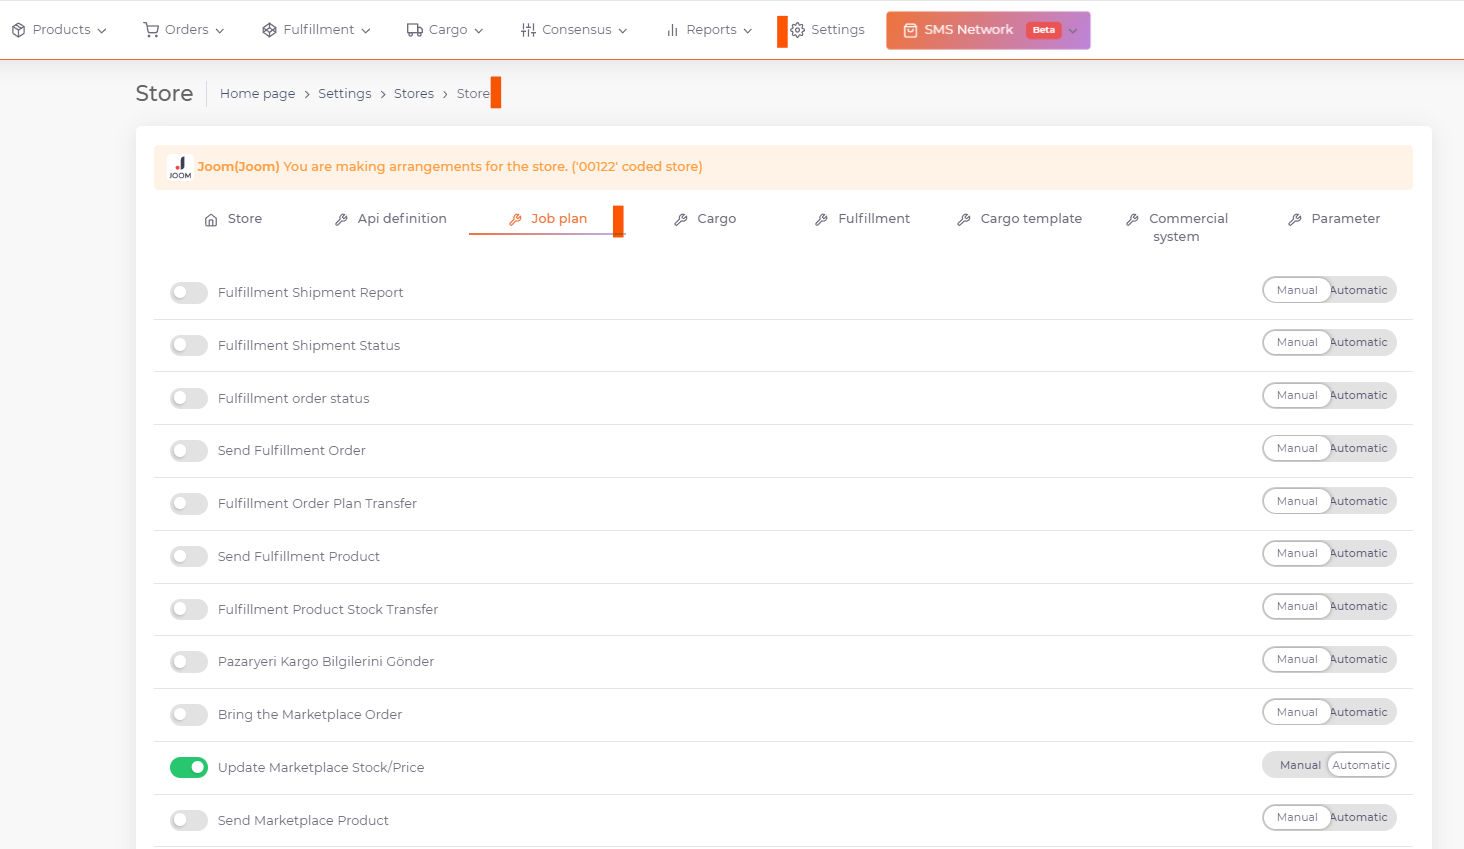 Products Orders Fulfillment Cargo Consensus Reports Settings SMS Network Beta
Store Home page > Settings > Stores > Store
JOOM Joom(Joom) You are making arrangements for the store. ('00122' coded store)
Store Api definition Job plan Cargo Fulfillment Cargo template Commercial system Parameter
Fulfillment Shipment Report Manual Automatic
Fulfillment Shipment Status Manual Automatic
Fulfillment order status Manual Automatic
Send Fulfillment Order Manual Automatic
Fulfillment Order Plan Transfer Manual Automatic
Send Fulfillment Product Manual Automatic
Fulfillment Product Stock Transfer Manual Automatic
Pazaryeri Kargo Bilgilerini Gönder Manual Automatic
Bring the Marketplace Order Manual Automatic
Update Marketplace Stock/Price Manual Automatic
Send Marketplace Product Manual Automatic